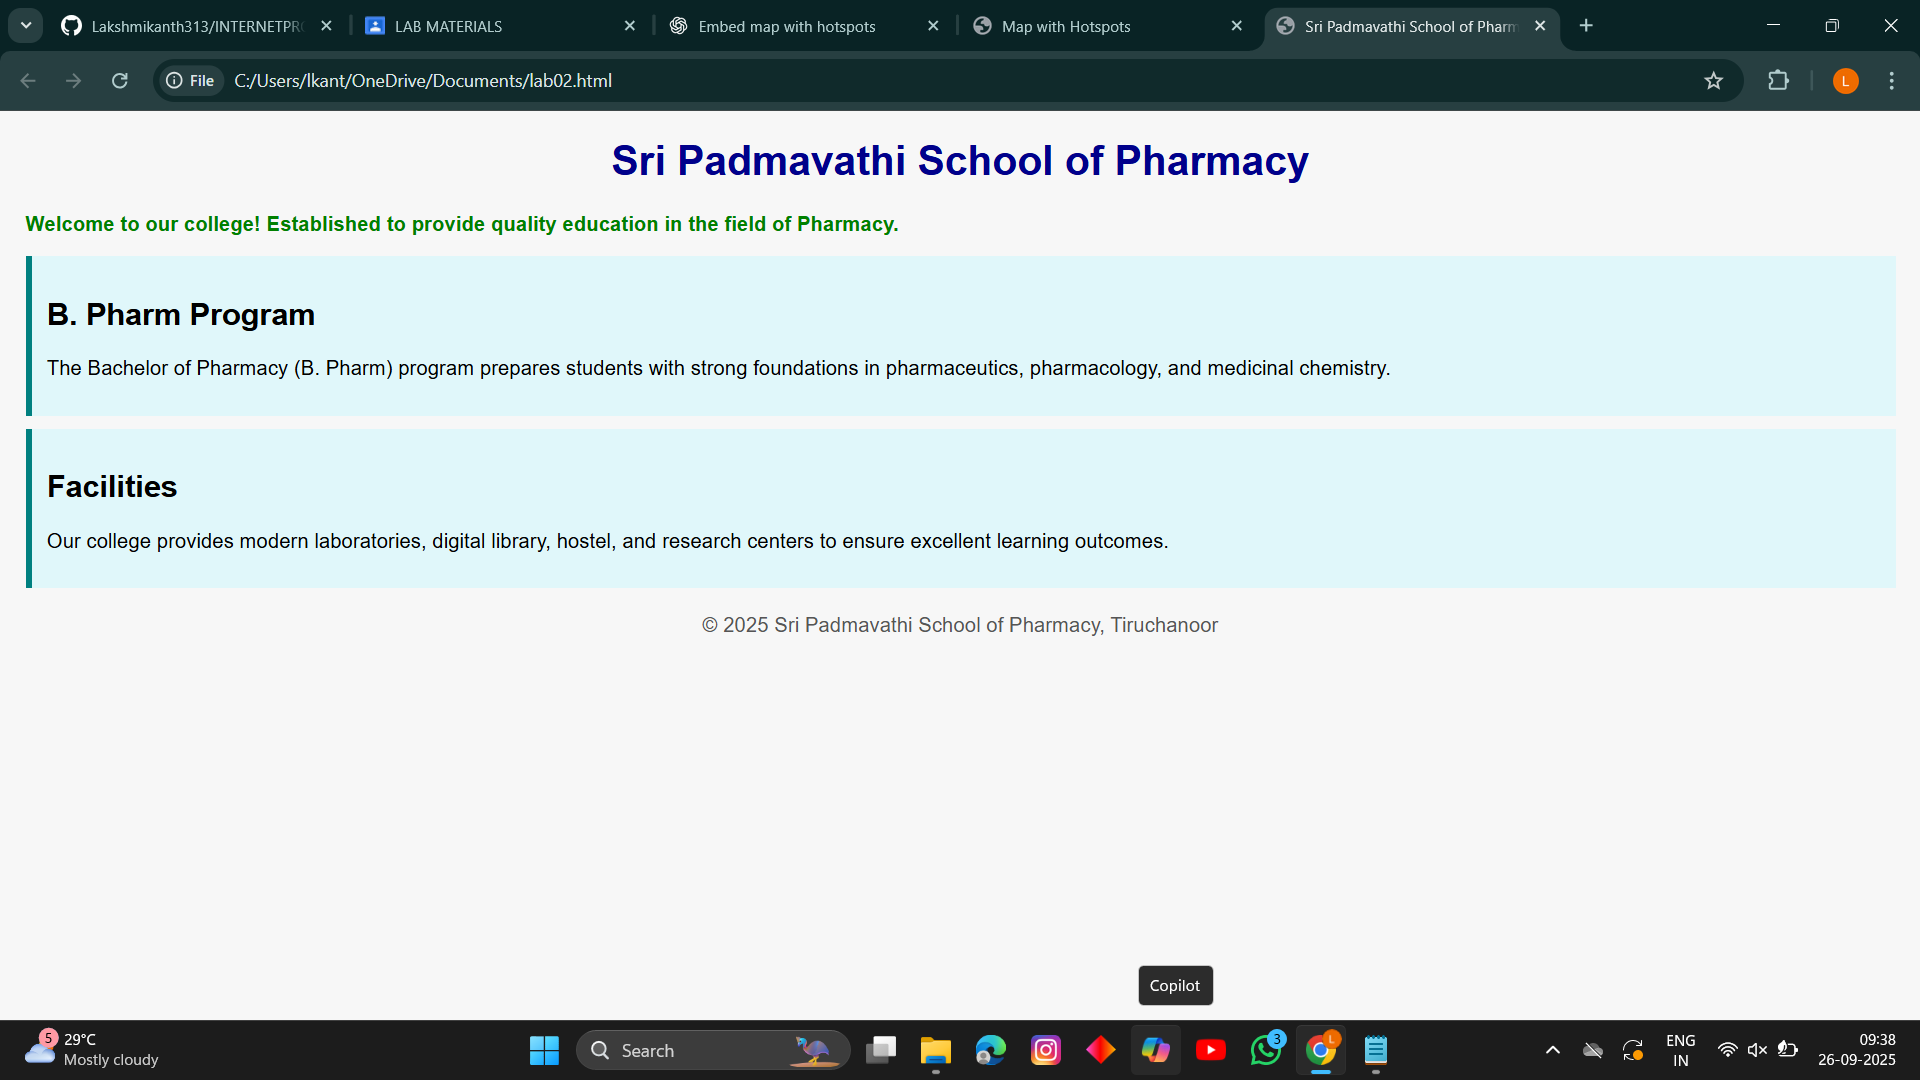 Lakshmikanth313/INTERNETPR
LAB MATERIALS
Embed map with hotspots
Map with Hotspots
Sri Padmavathi School of Pharm
File
C:/Users/lkant/OneDrive/Documents/lab02.html
L
Sri Padmavathi School of Pharmacy
Welcome to our college! Established to provide quality education in the field of Pharmacy.
B. Pharm Program
The Bachelor of Pharmacy (B. Pharm) program prepares students with strong foundations in pharmaceutics, pharmacology, and medicinal chemistry.
Facilities
Our college provides modern laboratories, digital library, hostel, and research centers to ensure excellent learning outcomes.
© 2025 Sri Padmavathi School of Pharmacy, Tiruchanoor
Copilot
5
29°C
Mostly cloudy
Search
3
L
ENG
IN
09:38
26-09-2025